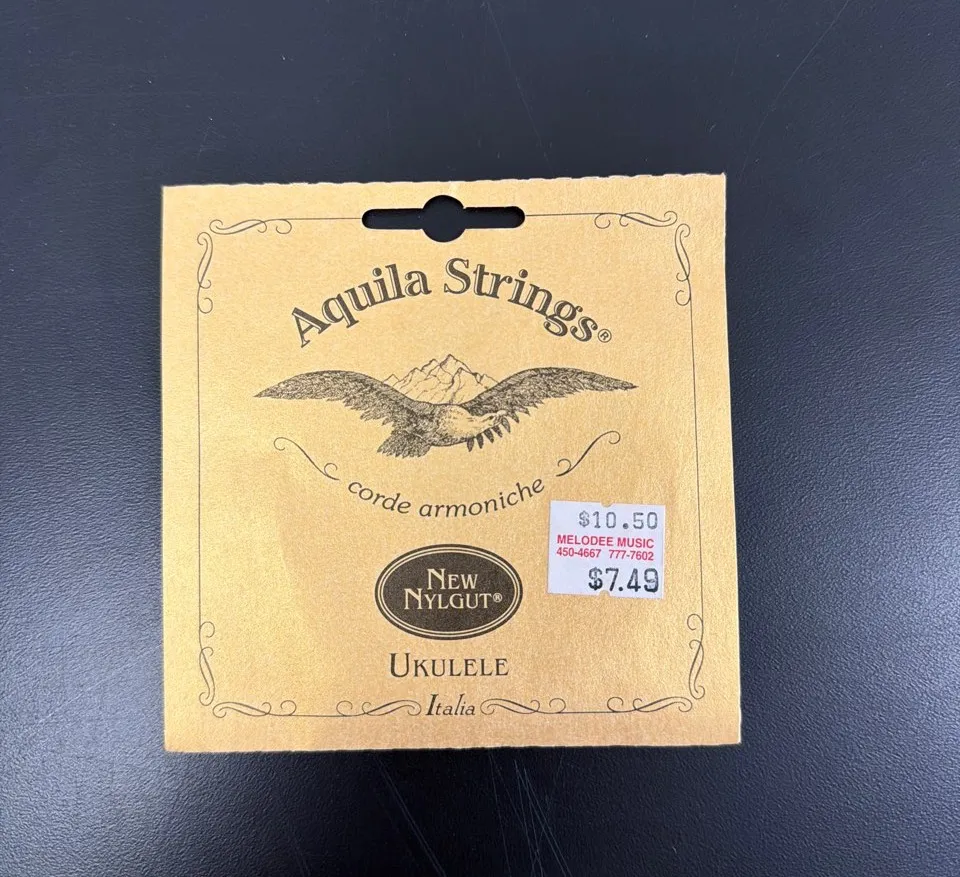 Aquila Strings®
corde armoniche
$10.50
MELODEE MUSIC
450-4667 777-7602
$7.49
NEW
NYLGUT®
UKULELE
Italia